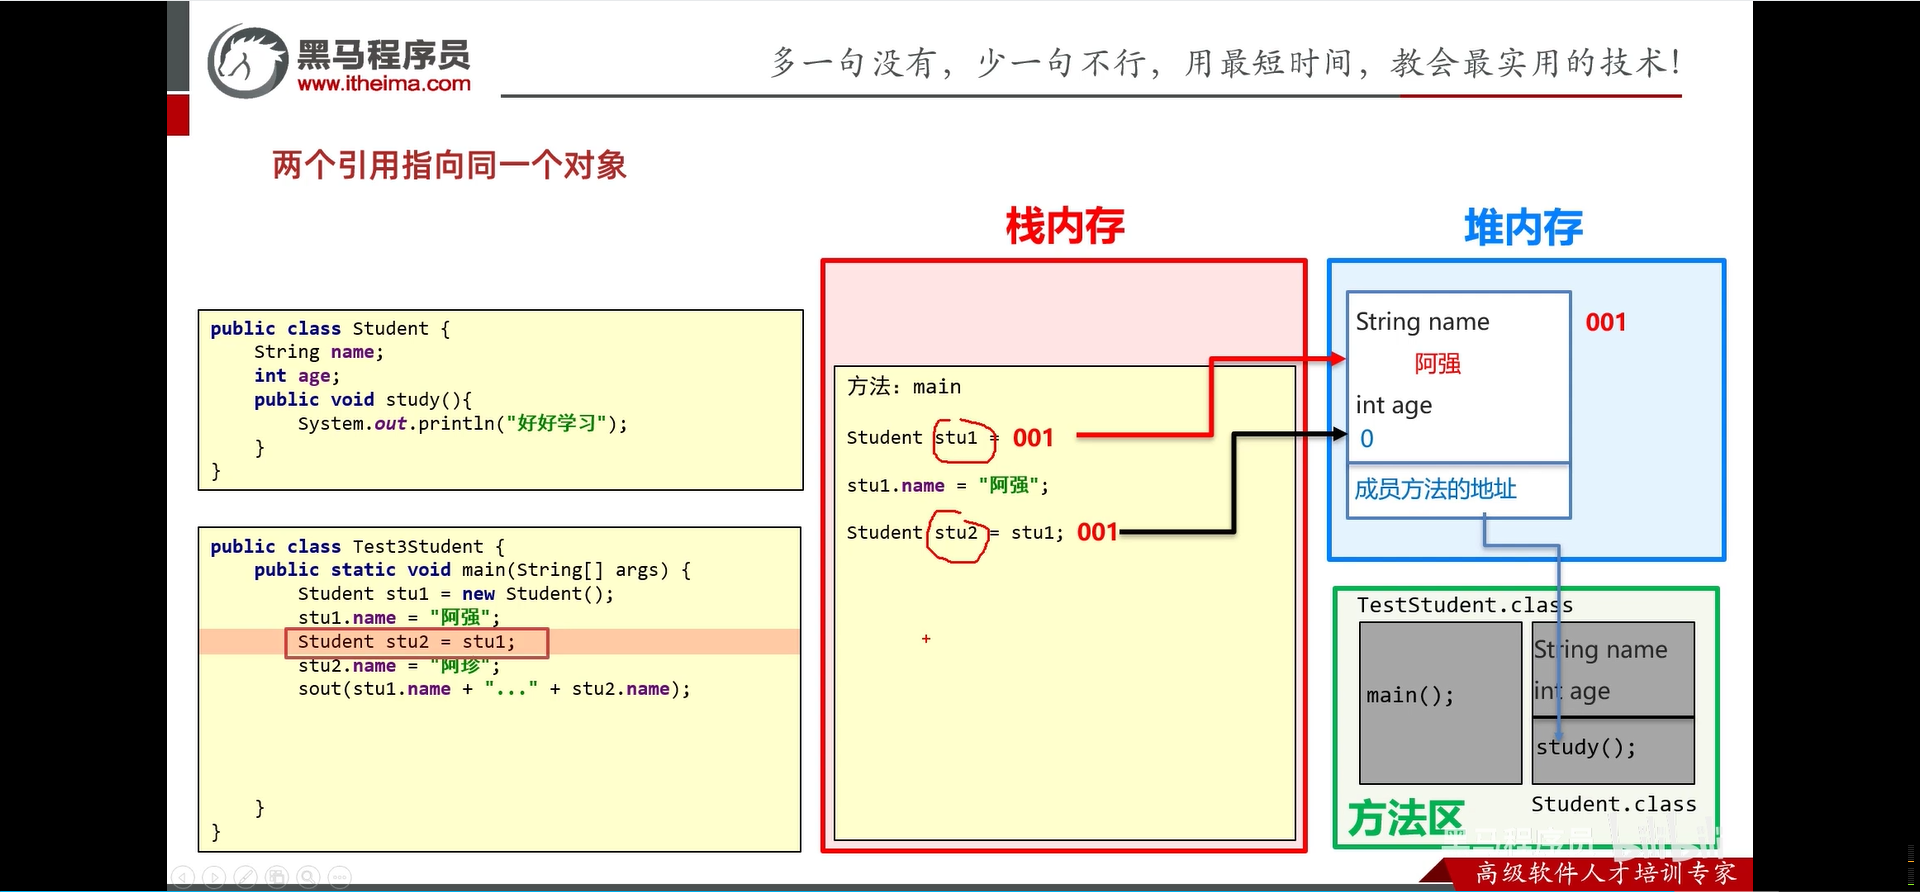 黑马程序员
www.itheima.com
多一句没有，少一句不行，用最短时间，教会最实用的技术！
两个引用指向同一个对象
栈内存
堆内存
public class Student {
String name;
int age;
public void study(){
System.out.println("好好学习");
}
}
public class Test3Student {
public static void main(String[] args) {
Student stu1 = new Student();
stu1.name = "阿强";
Student stu2 = stu1;
stu2.name = "阿珍";
sout(stu1.name + "..." + stu2.name);
}
}
方法：main
Student stu1 = 001
stu1.name = "阿强";
Student stu2 = stu1; 001
String name
001
阿强
int age
0
成员方法的地址
TestStudent.class
main();
String name
int age
study();
Student.class
方法区
黑马程序员
高级软件人才培训专家